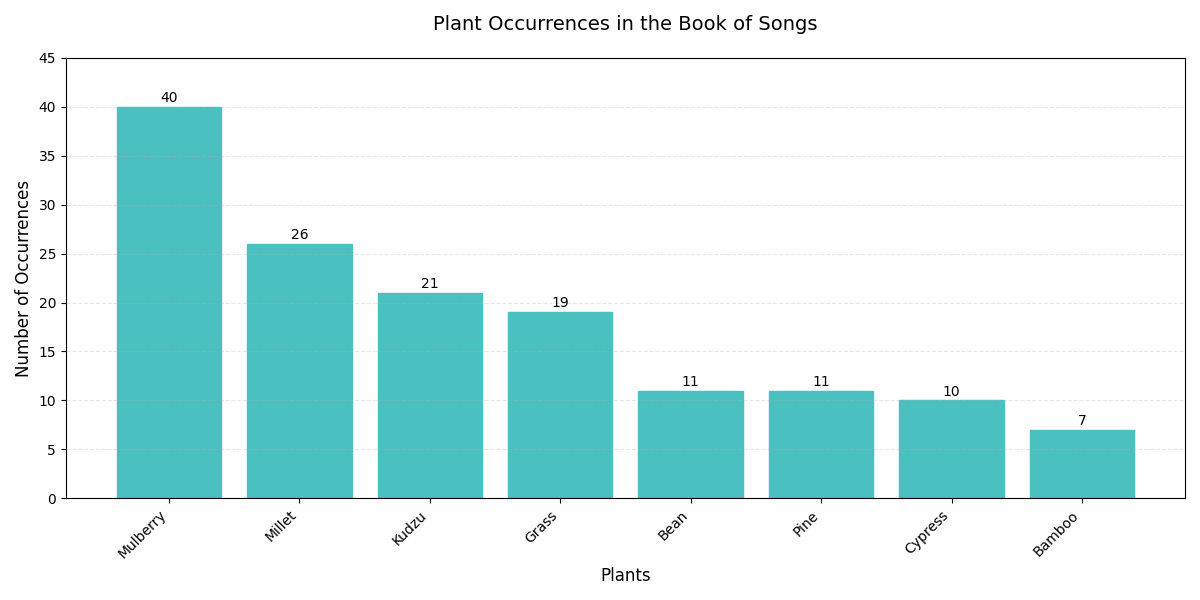 Plant Occurrences in the Book of Songs
45
40
35
30
25
20
15
10
5
0
Number of Occurrences
40
26
21
19
11
11
10
7
Mulberry
Millet
Kudzu
Grass
Bean
Pine
Cypress
Bamboo
Plants